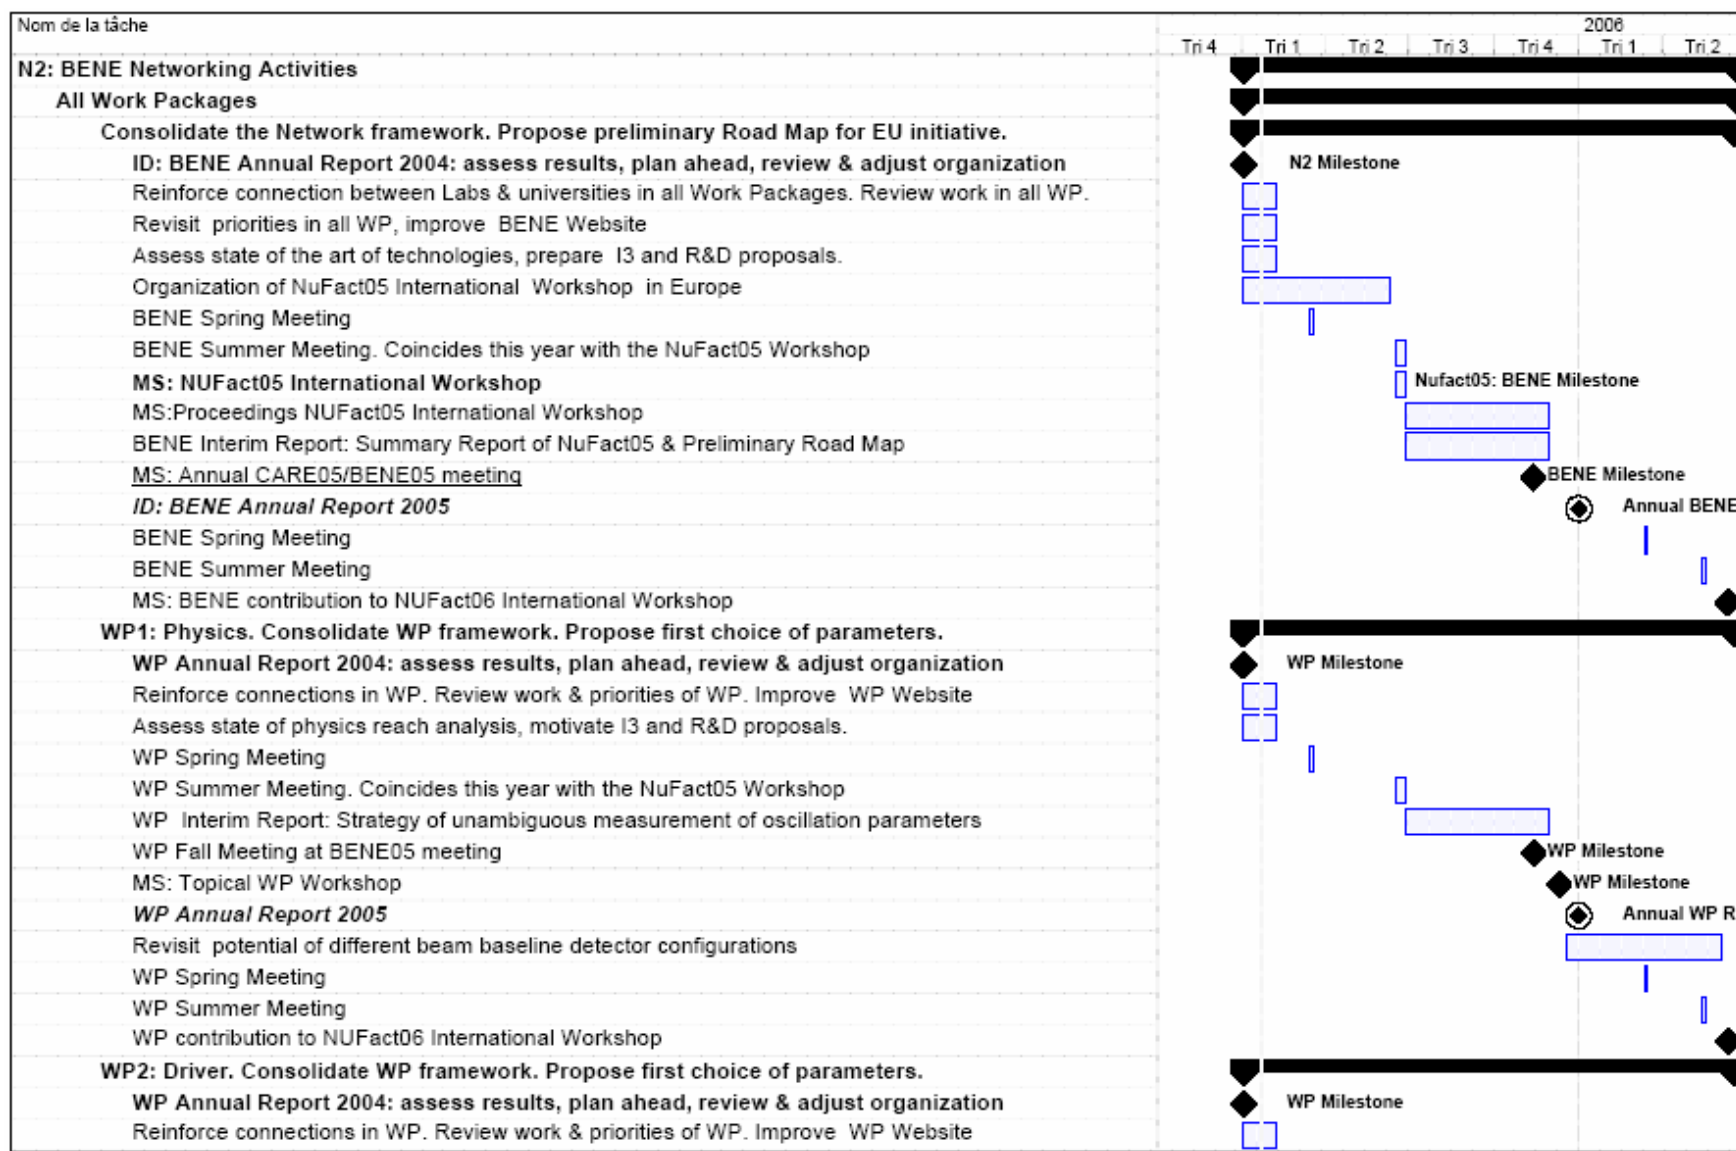 Nom de la tâche 2006
Tri 4 Tri 1 Tri 2 Tri 3 Tri 4 Tri 1 Tri 2
N2: BENE Networking Activities
All Work Packages
Consolidate the Network framework. Propose preliminary Road Map for EU initiative.
ID: BENE Annual Report 2004: assess results, plan ahead, review & adjust organization N2 Milestone
Reinforce connection between Labs & universities in all Work Packages. Review work in all WP.
Revisit priorities in all WP, improve BENE Website
Assess state of the art of technologies, prepare I3 and R&D proposals.
Organization of NuFact05 International Workshop in Europe
BENE Spring Meeting
BENE Summer Meeting. Coincides this year with the NuFact05 Workshop
MS: NUFact05 International Workshop Nufact05: BENE Milestone
MS:Proceedings NUFact05 International Workshop
BENE Interim Report: Summary Report of NuFact05 & Preliminary Road Map
MS: Annual CARE05/BENE05 meeting BENE Milestone
ID: BENE Annual Report 2005 Annual BENE
BENE Spring Meeting
BENE Summer Meeting
MS: BENE contribution to NUFact06 International Workshop
WP1: Physics. Consolidate WP framework. Propose first choice of parameters.
WP Annual Report 2004: assess results, plan ahead, review & adjust organization WP Milestone
Reinforce connections in WP. Review work & priorities of WP. Improve WP Website
Assess state of physics reach analysis, motivate I3 and R&D proposals.
WP Spring Meeting
WP Summer Meeting. Coincides this year with the NuFact05 Workshop
WP Interim Report: Strategy of unambiguous measurement of oscillation parameters
WP Fall Meeting at BENE05 meeting WP Milestone
MS: Topical WP Workshop WP Milestone
WP Annual Report 2005 Annual WP R
Revisit potential of different beam baseline detector configurations
WP Spring Meeting
WP Summer Meeting
WP contribution to NUFact06 International Workshop
WP2: Driver. Consolidate WP framework. Propose first choice of parameters.
WP Annual Report 2004: assess results, plan ahead, review & adjust organization WP Milestone
Reinforce connections in WP. Review work & priorities of WP. Improve WP Website